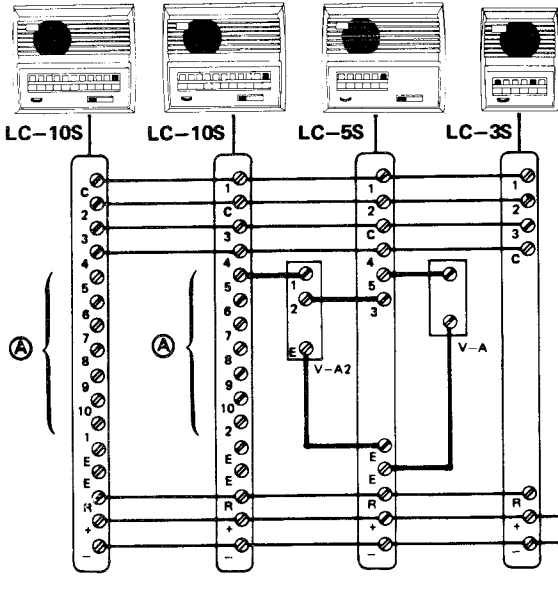 LC-10S LC-10S LC-5S LC-3S
C 1 1 1
2 C 2 2
3 3 C 3
4 4 4 C
5 5 1 5
6 6 2 3
7 7
Ⓐ 8 Ⓐ 8 E V-A2 V-A
9 9
10 10
1 2
E E E
E E E
R R R R
+ + + +
− − − −